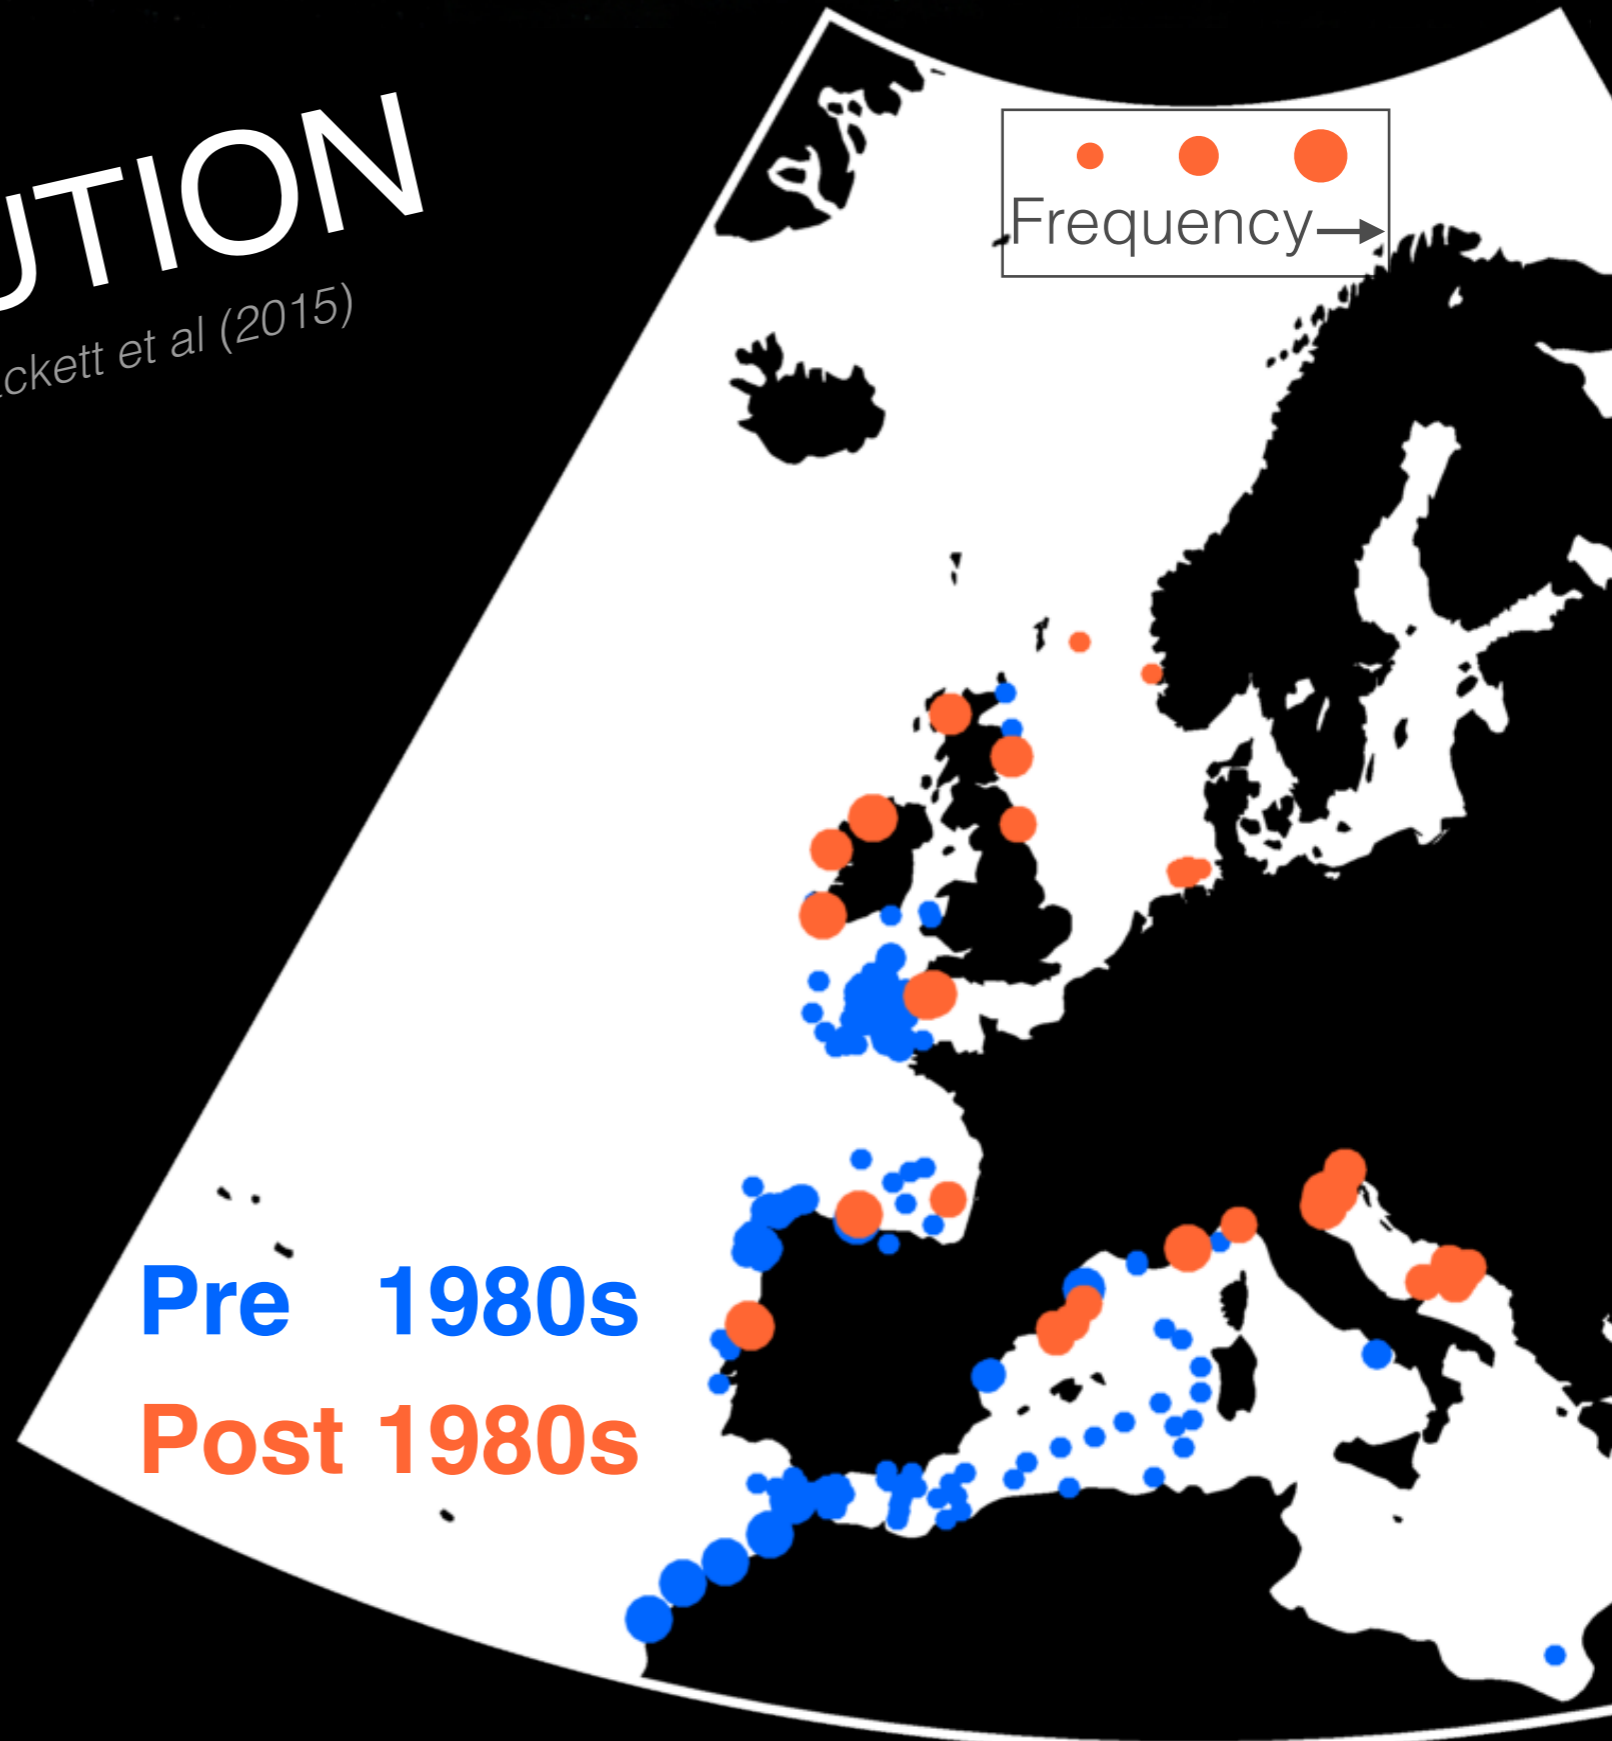 UTION
ckett et al (2015)
Frequency
Pre 1980s
Post 1980s